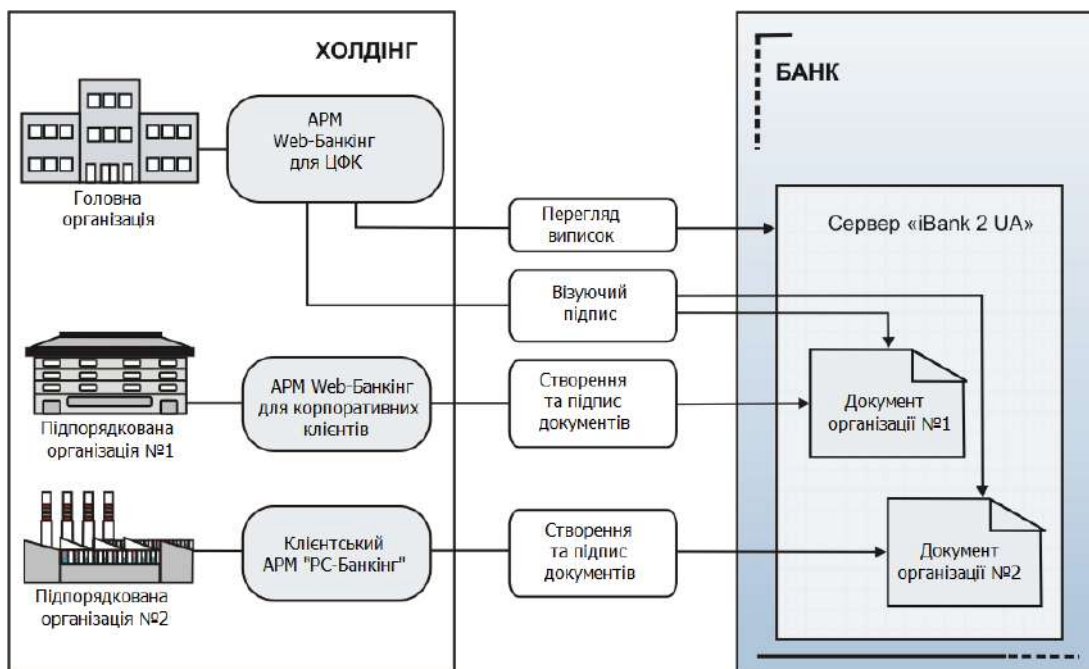 ХОЛДІНГ
БАНК
АРМ
Web-Банкінг
для ЦФК
Головна
організація
Перегляд
виписок
Сервер «iBank 2 UA»
Візуючий
підпис
АРМ Web-Банкінг
для корпоративних
клієнтів
Створення
та підпис
документів
Документ
організації №1
Підпорядкована
організація №1
Клієнтський
АРМ "РС-Банкінг"
Створення
та підпис
документів
Документ
організації №2
Підпорядкована
організація №2